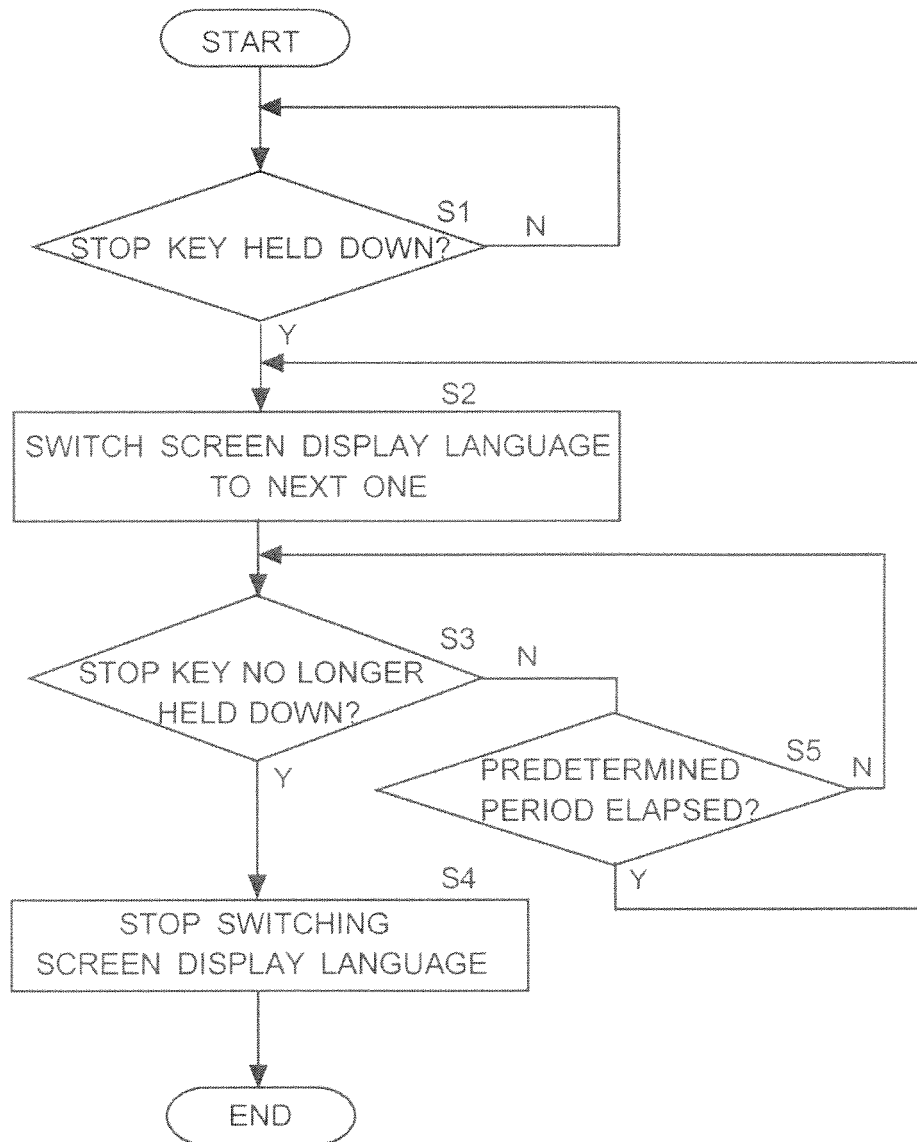 START
S1
STOP KEY HELD DOWN?
N
Y
S2
SWITCH SCREEN DISPLAY LANGUAGE
TO NEXT ONE
S3
STOP KEY NO LONGER
HELD DOWN?
N
Y
S5
PREDETERMINED
PERIOD ELAPSED?
N
Y
S4
STOP SWITCHING
SCREEN DISPLAY LANGUAGE
END